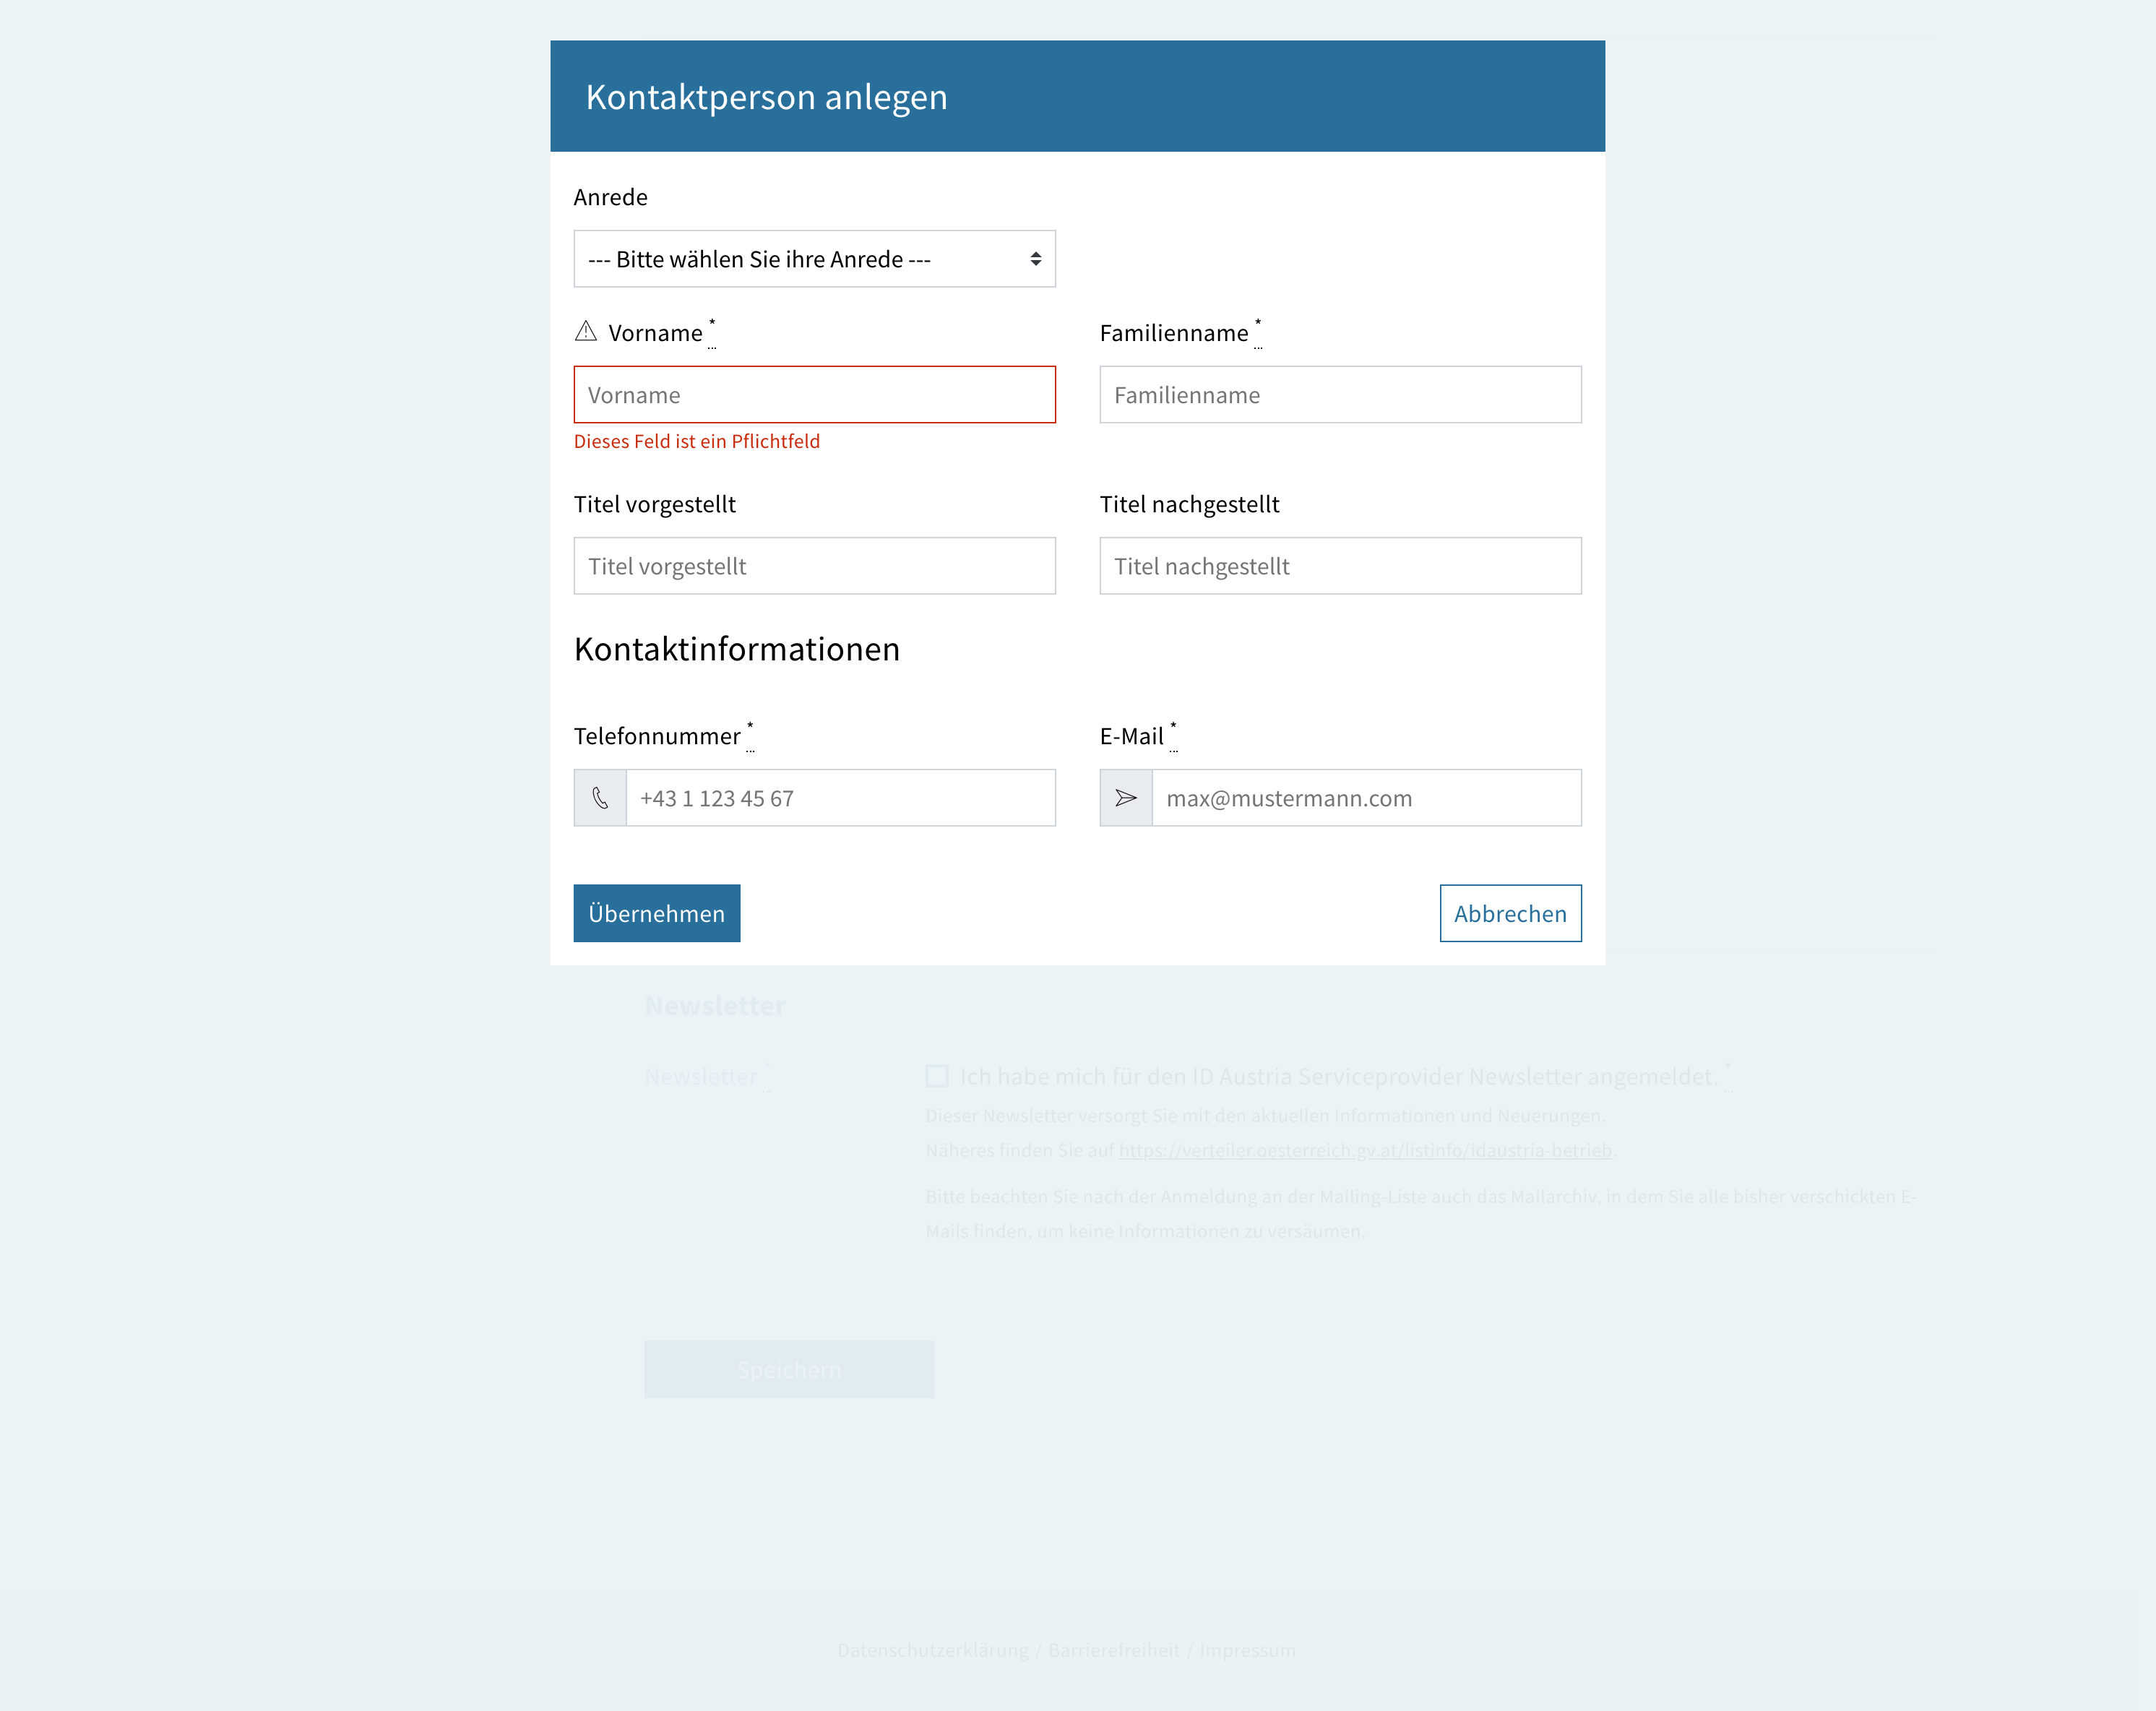 Kontaktperson anlegen
Anrede
--- Bitte wählen Sie ihre Anrede ---
Vorname * Familienname *
Vorname Familienname
Dieses Feld ist ein Pflichtfeld
Titel vorgestellt Titel nachgestellt
Titel vorgestellt Titel nachgestellt
Kontaktinformationen
Telefonnummer * E-Mail *
+43 1 123 45 67 max@mustermann.com
Übernehmen Abbrechen
Newsletter
Newsletter * Ich habe mich für den ID Austria Serviceprovider Newsletter angemeldet. *
Dieser Newsletter versorgt Sie mit den aktuellen Informationen und Neuerungen.
Näheres finden Sie auf https://verteiler.oesterreich.gv.at/listinfo/idaustria-betrieb.
Bitte beachten Sie nach der Anmeldung an der Mailing-Liste auch das Mailarchiv, in dem Sie alle bisher verschickten E-
Mails finden, um keine Informationen zu versäumen.
Speichern
Datenschutzerklärung / Barrierefreiheit / Impressum